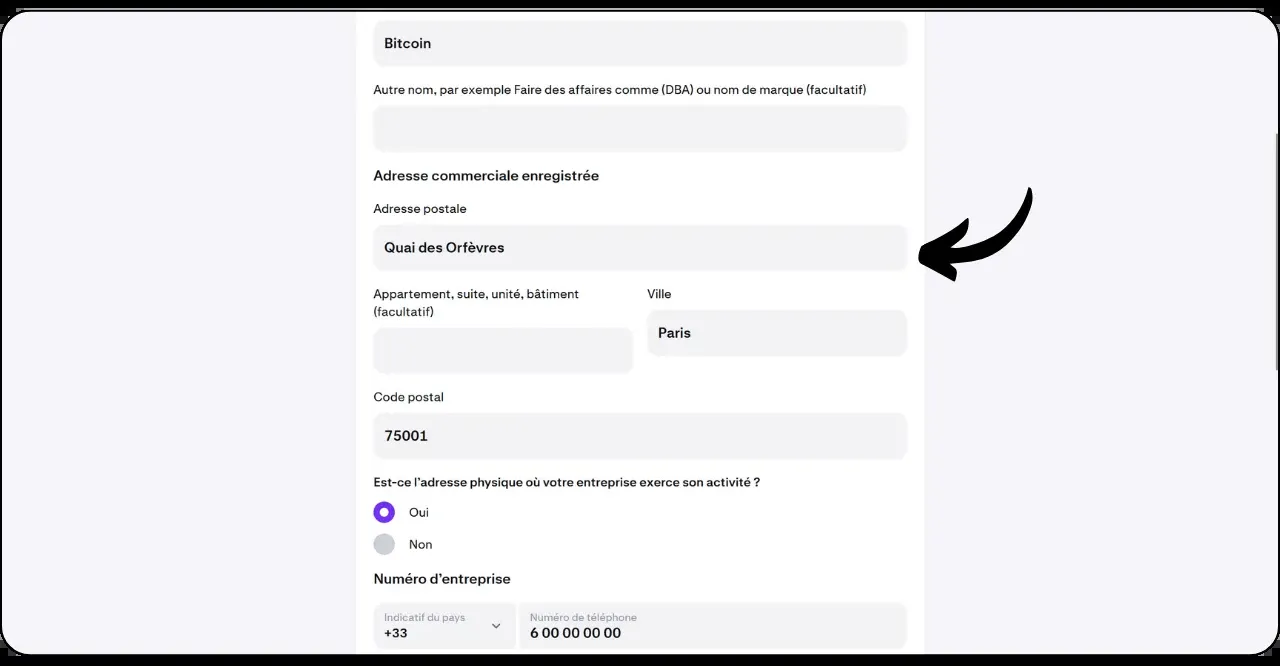 Bitcoin
Autre nom, par exemple Faire des affaires comme (DBA) ou nom de marque (facultatif)
Adresse commerciale enregistrée
Adresse postale
Quai des Orfèvres
Appartement, suite, unité, bâtiment
(facultatif)
Ville
Paris
Code postal
75001
Est-ce l'adresse physique où votre entreprise exerce son activité ?
Oui
Non
Numéro d'entreprise
Indicatif du pays
+33
Numéro de téléphone
6 00 00 00 00